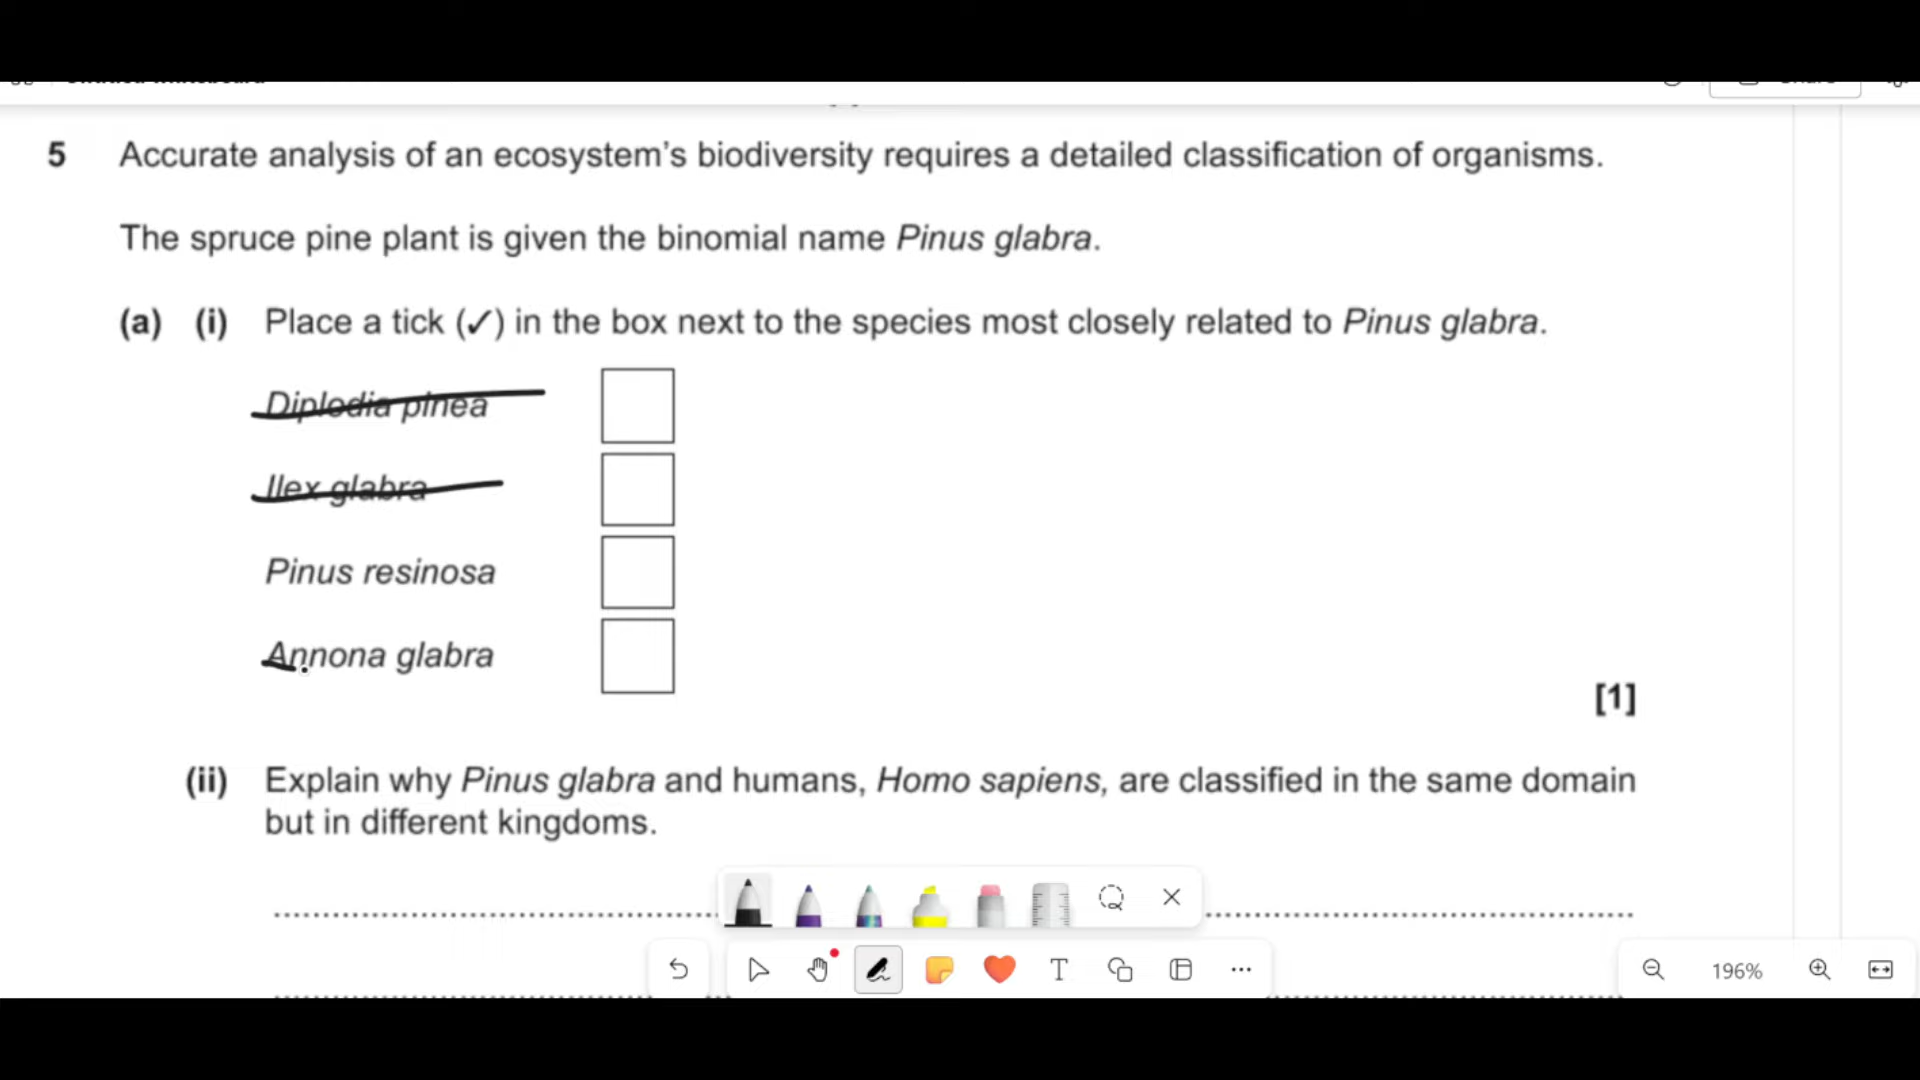 5 Accurate analysis of an ecosystem's biodiversity requires a detailed classification of organisms.
The spruce pine plant is given the binomial name Pinus glabra.
(a) (i) Place a tick (✓) in the box next to the species most closely related to Pinus glabra.
Diplodia pinea
Ilex glabra
Pinus resinosa
Annona glabra
[1]
(ii) Explain why Pinus glabra and humans, Homo sapiens, are classified in the same domain
but in different kingdoms.
196%